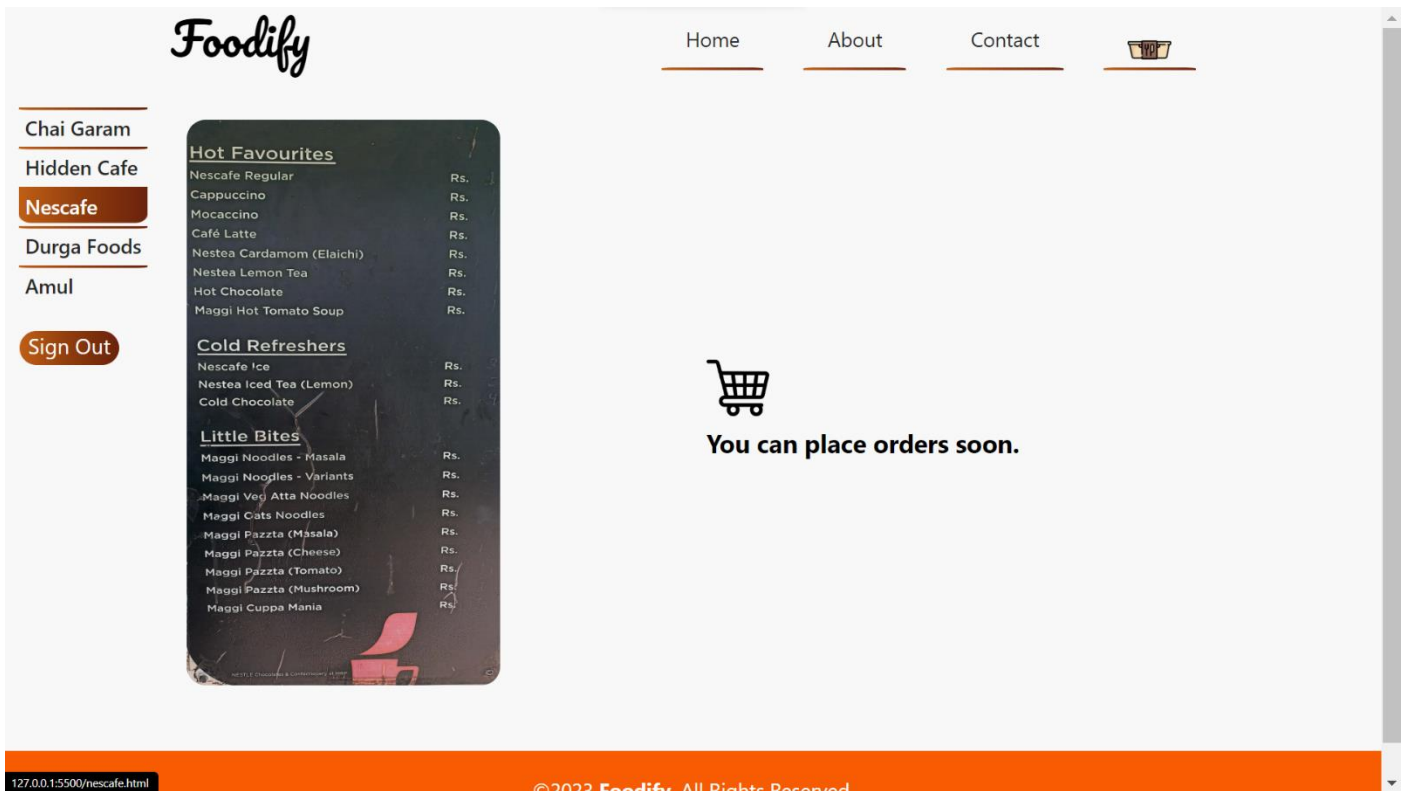 Foodify
Home About Contact
YP
Chai Garam
Hidden Cafe
Nescafe
Durga Foods
Amul
Sign Out
Hot Favourites
Nescafe Regular Rs.
Cappuccino Rs.
Mocaccino Rs.
Café Latte Rs.
Nestea Cardamom (Elaichi) Rs.
Nestea Lemon Tea Rs.
Hot Chocolate Rs.
Maggi Hot Tomato Soup Rs.
Cold Refreshers
Nescafe Ice Rs.
Nestea Iced Tea (Lemon) Rs.
Cold Chocolate Rs.
Little Bites
Maggi Noodles - Masala Rs.
Maggi Noodles - Variants Rs.
Maggi Veg Atta Noodles Rs.
Maggi Oats Noodles Rs.
Maggi Pazzta (Masala) Rs.
Maggi Pazzta (Cheese) Rs.
Maggi Pazzta (Tomato) Rs.
Maggi Pazzta (Mushroom) Rs.
Maggi Cuppa Mania Rs.
You can place orders soon.
©2023 Foodify. All Rights Reserved
127.0.0.1:5500/nescafe.html